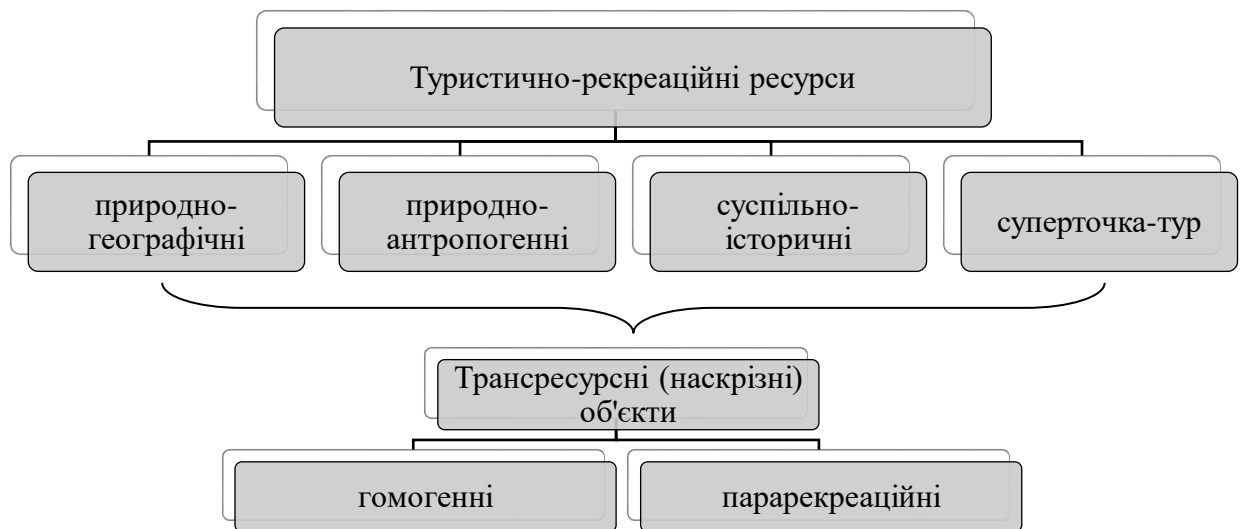 Туристично-рекреаційні ресурси
природно-
географічні
природно-
антропогенні
суспільно-
історичні
суперточка-тур
Трансресурсні (наскрізні)
об'єкти
гомогенні
парарекреаційні